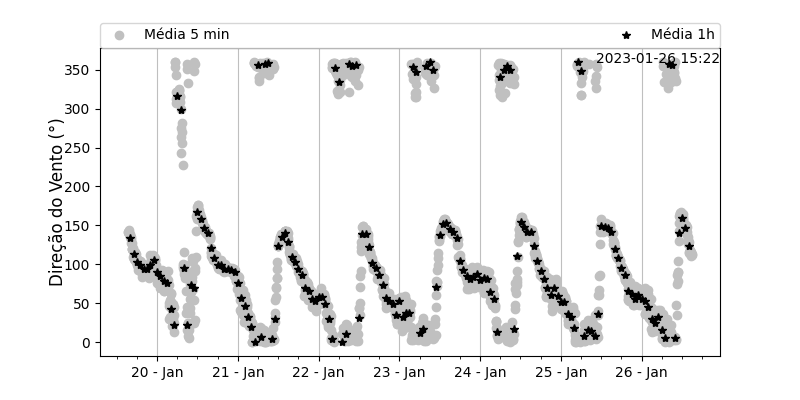 Média 5 min
Média 1h
2023-01-26 15:22
Direção do Vento (°)
350
300
250
200
150
100
50
0
20 - Jan
21 - Jan
22 - Jan
23 - Jan
24 - Jan
25 - Jan
26 - Jan